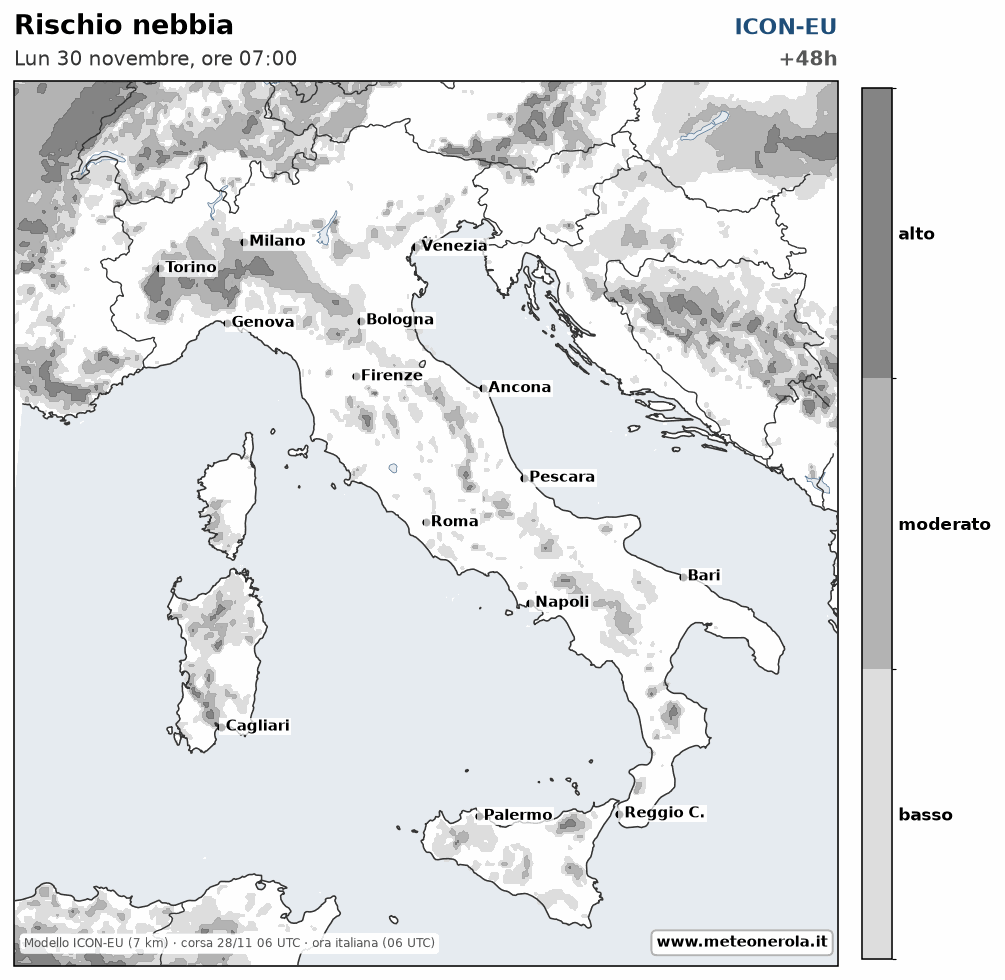 Rischio nebbia
ICON-EU
Lun 30 novembre, ore 07:00
+48h
Milano
Venezia
Torino
Genova
Bologna
Firenze
Ancona
Pescara
Roma
Bari
Napoli
Cagliari
Palermo
Reggio C.
alto
moderato
basso
Modello ICON-EU (7 km) · corsa 28/11 06 UTC · ora italiana (06 UTC)
www.meteonerola.it